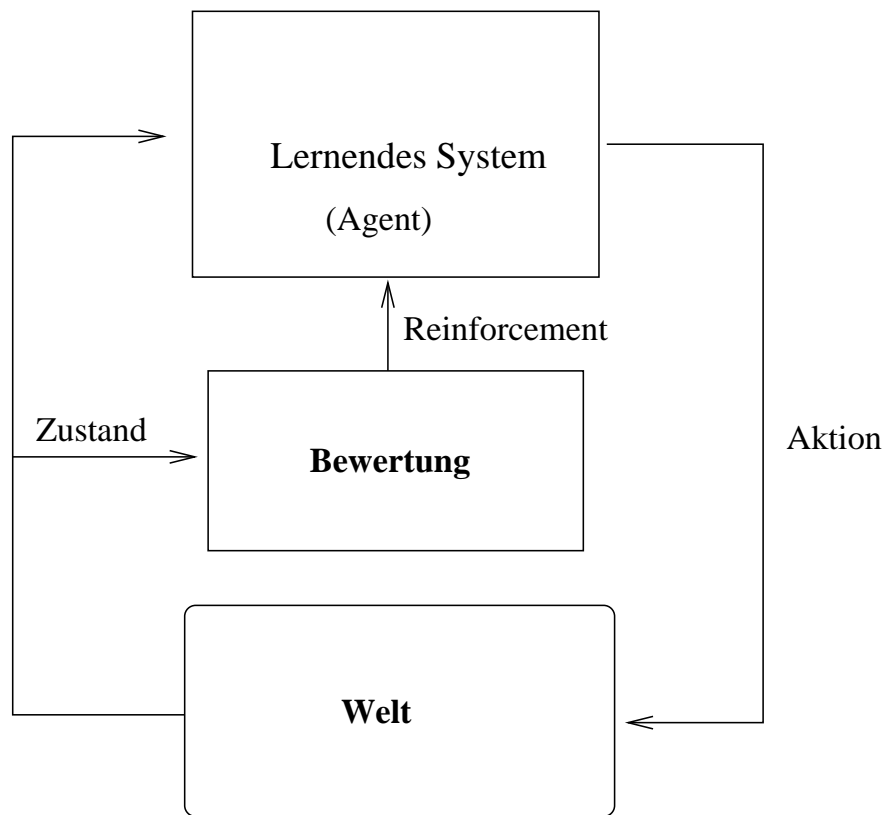 Lernendes System
(Agent)
Reinforcement
Zustand
Bewertung
Aktion
Welt